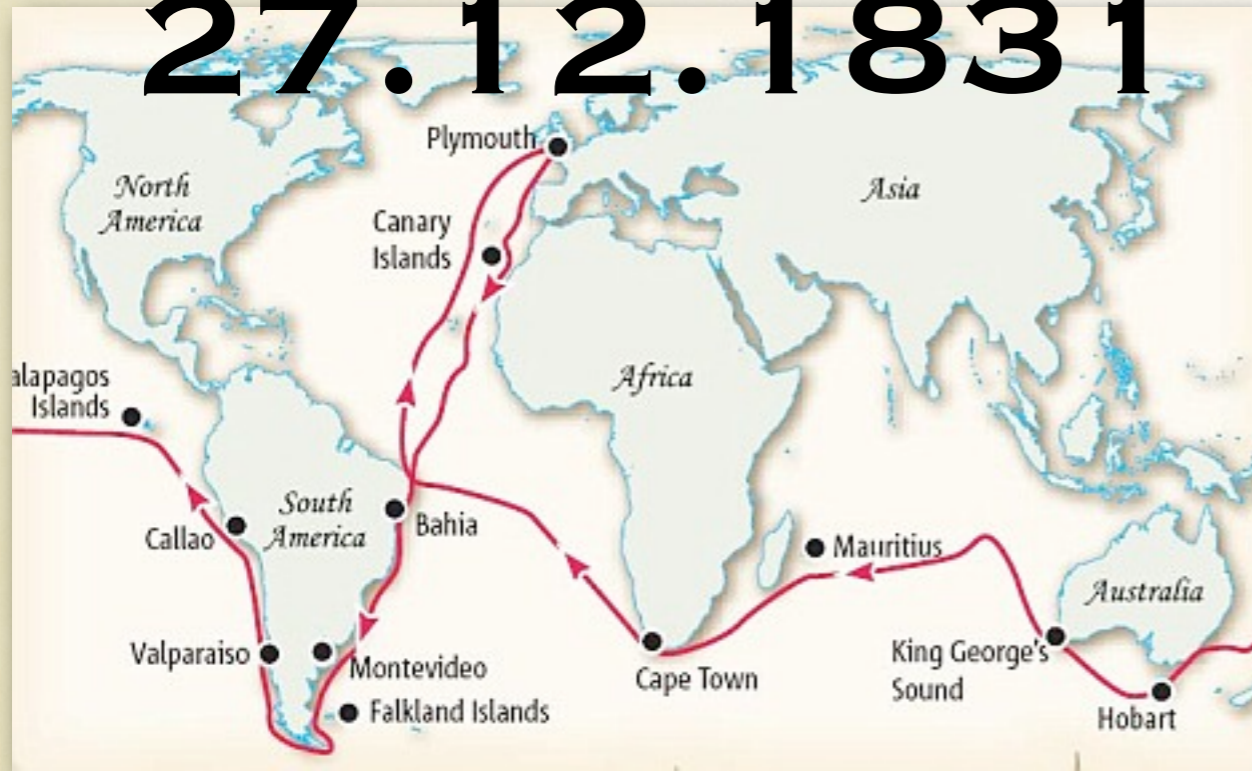 27.12.1831
Plymouth
North
America
Asia
Canary
Islands
Africa
alapagos
Islands
South
America
Callao
Bahia
Mauritius
Australia
Valparaiso
Montevideo
King George's
Sound
Cape Town
Falkland Islands
Hobart